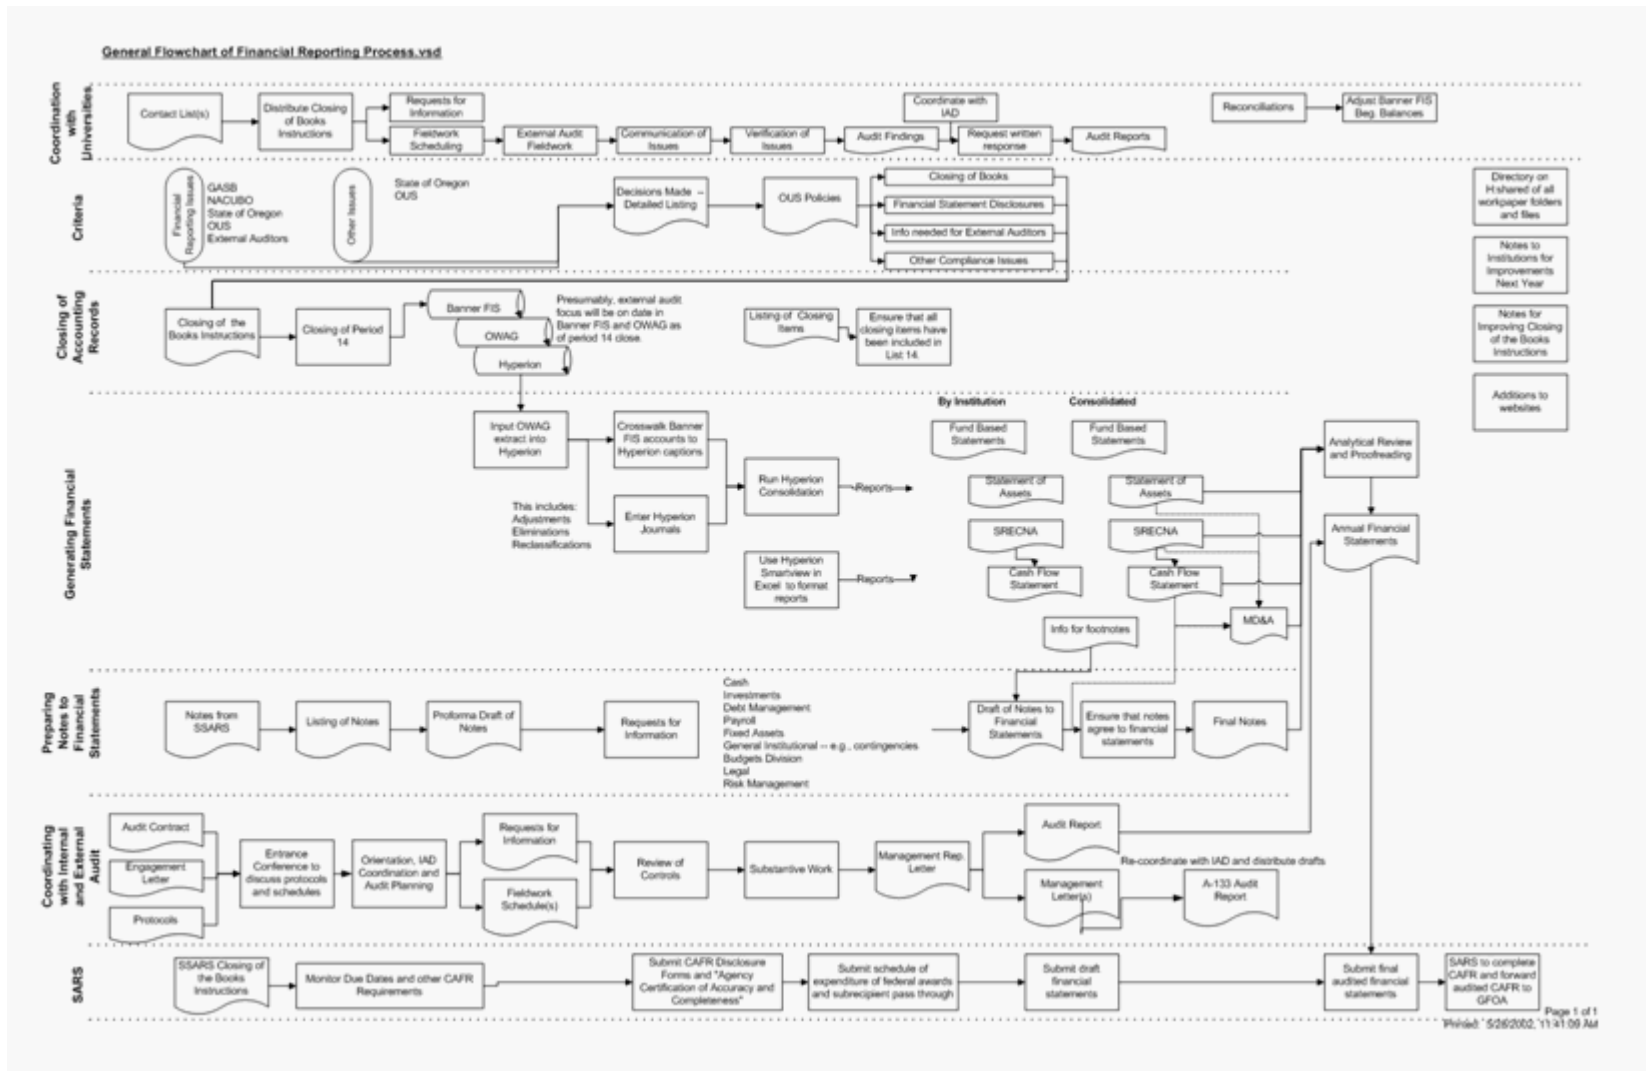 General Flowchart of Financial Reporting Process.vsd
Coordination
with
Universities
Contact List(s)
Distribute Closing
of Books
Instructions
Requests for
Information
Fieldwork
Scheduling
External Audit
Fieldwork
Communication of
Issues
Verification of
Issues
Audit Findings
Coordinate with
IAD
Request written
response
Audit Reports
Reconciliations
Adjust Banner FIS
Beg. Balances
Criteria
Financial
Reporting Issues
GASB
NACUBO
State of Oregon
OUS
External Auditors
Other Issues
State of Oregon
OUS
Decisions Made --
Detailed Listing
OUS Policies
Closing of Books
Financial Statement Disclosures
Info needed for External Auditors
Other Compliance Issues
Directory on
H:shared of all
workpaper folders
and files
Notes to
Institutions for
Improvements
Next Year
Notes for
Improving Closing
of the Books
Instructions
Additions to
websites
Closing of
Accounting
Records
Closing of the
Books Instructions
Closing of Period
14
Banner FIS
OWAG
Hyperion
Presumably, external audit
focus will be on date in
Banner FIS and OWAG as
of period 14 close.
Listing of Closing
Items
Ensure that all
closing items have
been included in
List 14.
Generating Financial
Statements
Input OWAG
extract into
Hyperion
Crosswalk Banner
FIS accounts to
Hyperion captions
This includes:
Adjustments
Eliminations
Reclassifications
Enter Hyperion
Journals
Run Hyperion
Consolidation
Reports
Use Hyperion
Smartview in
Excel to format
reports
Reports
By Institution
Consolidated
Fund Based
Statements
Fund Based
Statements
Statement of
Assets
Statement of
Assets
SRECNA
SRECNA
Cash Flow
Statement
Cash Flow
Statement
MD&A
Info for footnotes
Analytical Review
and Proofreading
Annual Financial
Statements
Preparing
Notes to
Financial
Statements
Notes from
SSARS
Listing of Notes
Proforma Draft of
Notes
Requests for
Information
Cash
Investments
Debt Management
Payroll
Fixed Assets
General Institutional -- e.g., contingencies
Budgets Division
Legal
Risk Management
Draft of Notes to
Financial
Statements
Ensure that notes
agree to financial
statements
Final Notes
Coordinating
with Internal
and External
Audit
Audit Contract
Engagement
Letter
Protocols
Entrance
Conference to
discuss protocols
and schedules
Orientation, IAD
Coordination and
Audit Planning
Requests for
Information
Fieldwork
Schedule(s)
Review of
Controls
Substantive Work
Management Rep.
Letter
Audit Report
Management
Letter(s)
Re-coordinate with IAD and distribute drafts
A-133 Audit
Report
SARS
SSARS Closing of
the Books
Instructions
Monitor Due Dates and other CAFR
Requirements
Submit CAFR Disclosure
Forms and "Agency
Certification of Accuracy and
Completeness"
Submit schedule of
expenditure of federal awards
and subrecipient pass through
Submit draft
financial
statements
Submit final
audited financial
statements
SARS to complete
CAFR and forward
audited CAFR to
GFOA
Page 1 of 1
Printed: 5/28/2002, 11:41:09 AM